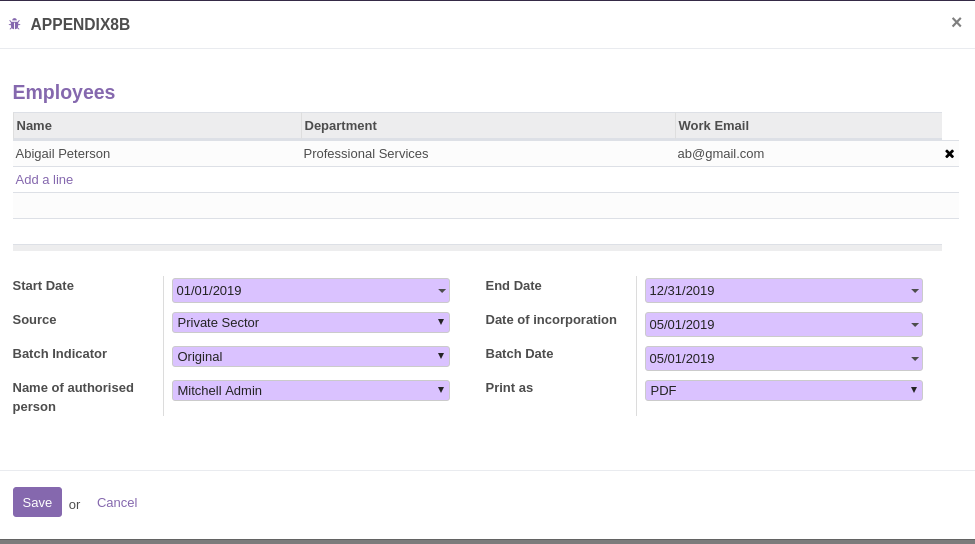 APPENDIX8B ×
Employees
Name Department Work Email
Abigail Peterson Professional Services ab@gmail.com ✖
Add a line
Start Date 01/01/2019 End Date 12/31/2019
Source Private Sector Date of incorporation 05/01/2019
Batch Indicator Original Batch Date 05/01/2019
Name of authorised person Mitchell Admin Print as PDF
Save or Cancel